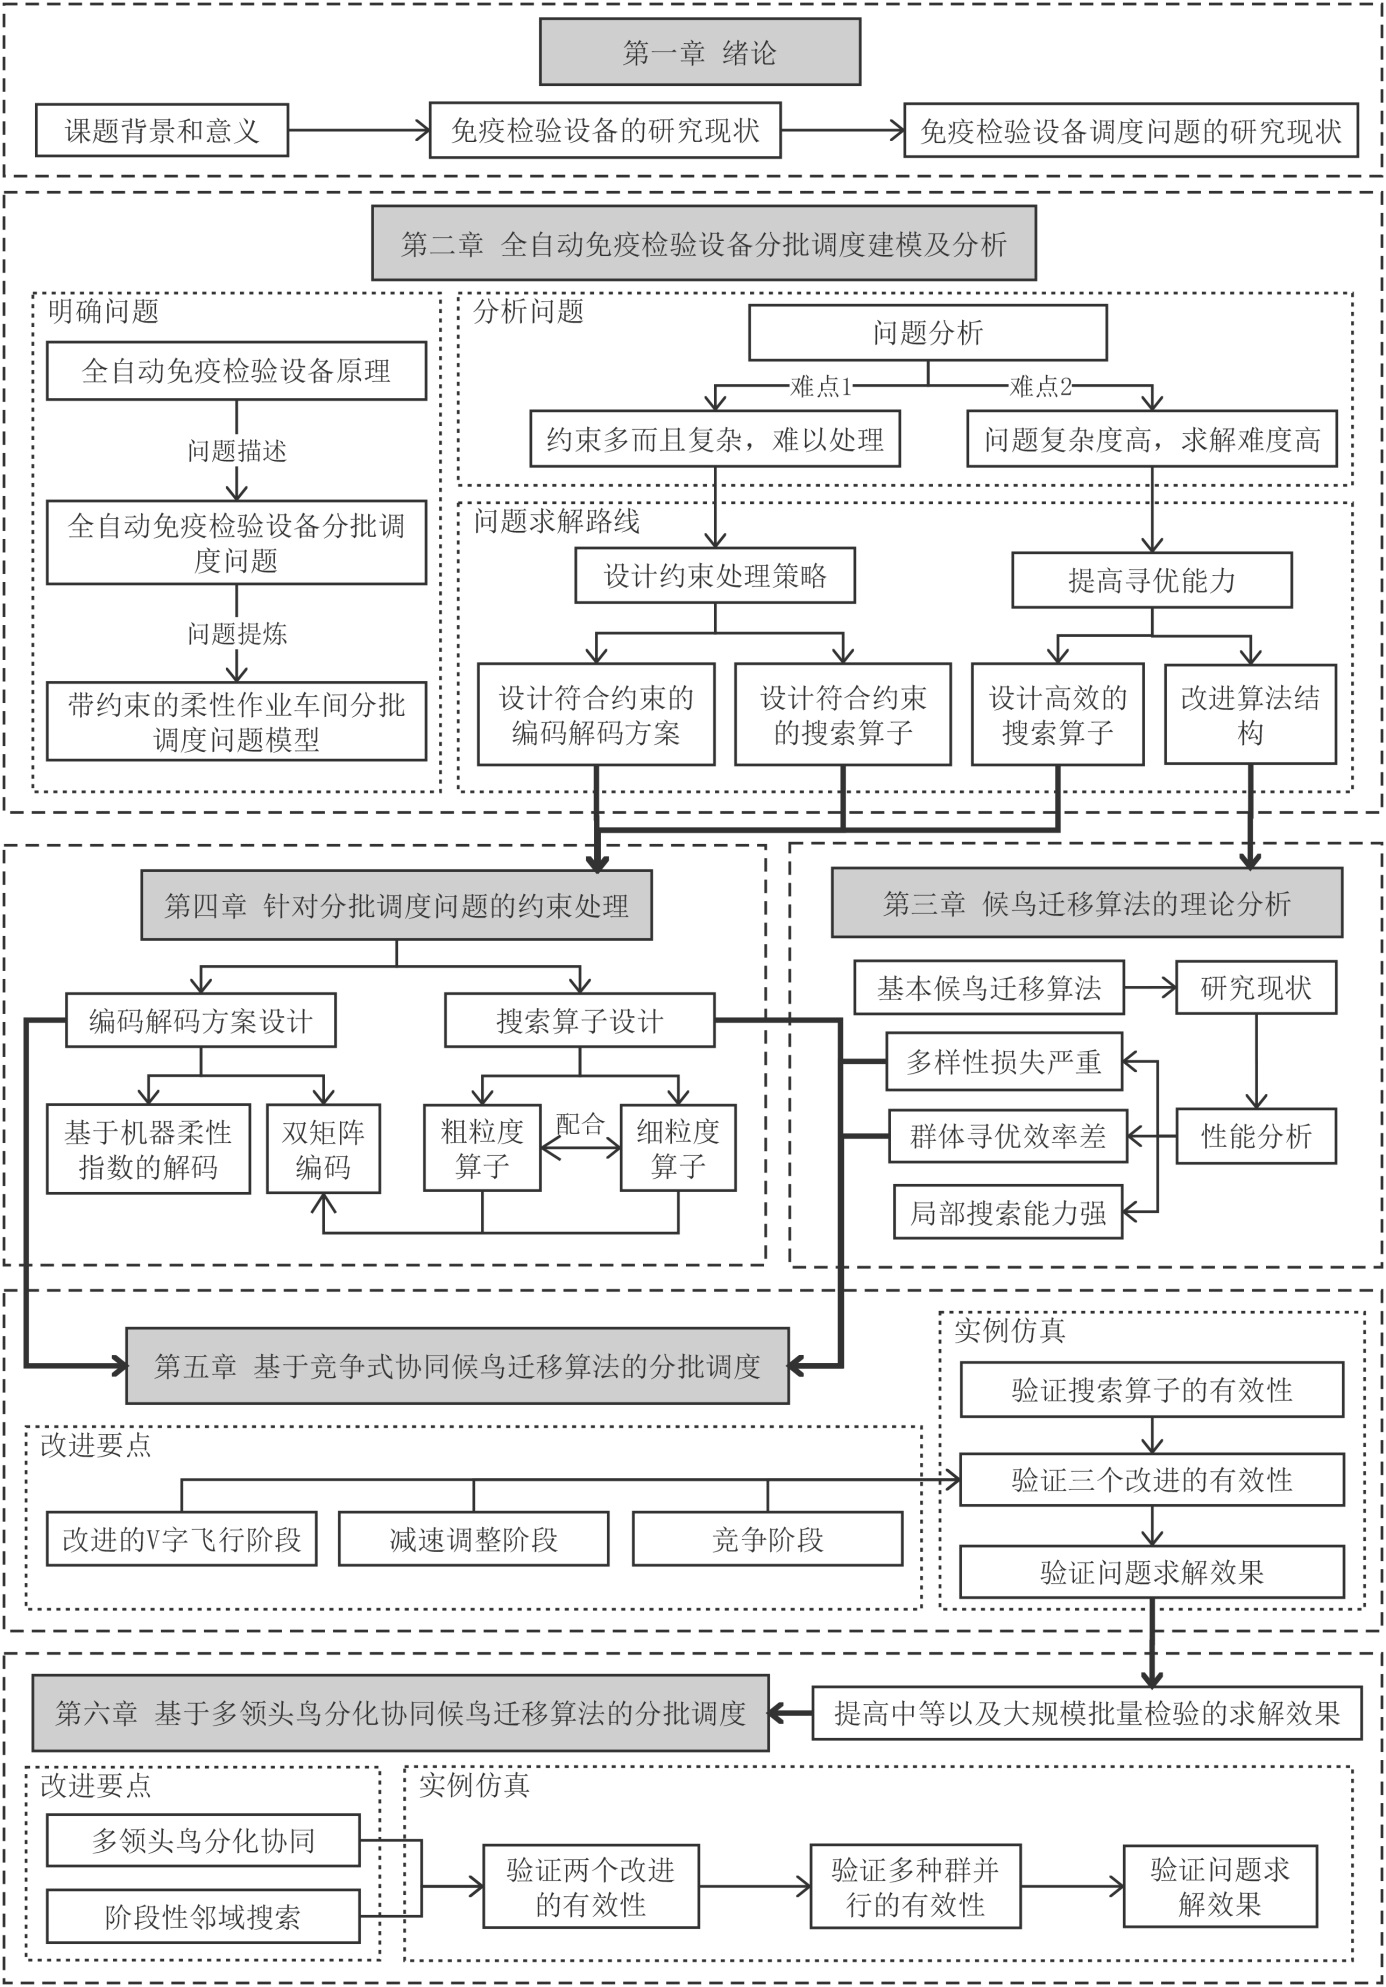 第一章 绪论
课题背景和意义
免疫检验设备的研究现状
免疫检验设备调度问题的研究现状
第二章 全自动免疫检验设备分批调度建模及分析
明确问题
全自动免疫检验设备原理
问题描述
全自动免疫检验设备分批调
度问题
问题提炼
带约束的柔性作业车间分批
调度问题模型
分析问题
问题分析
难点1
难点2
约束多而且复杂，难以处理
问题复杂度高，求解难度高
问题求解路线
设计约束处理策略
提高寻优能力
设计符合约束的
编码解码方案
设计符合约束
的搜索算子
设计高效的
搜索算子
改进算法结
构
第四章 针对分批调度问题的约束处理
编码解码方案设计
搜索算子设计
基于机器柔性
指数的解码
双矩阵
编码
粗粒度
算子
配合
细粒度
算子
第三章 候鸟迁移算法的理论分析
基本候鸟迁移算法
研究现状
多样性损失严重
群体寻优效率差
性能分析
局部搜索能力强
第五章 基于竞争式协同候鸟迁移算法的分批调度
改进要点
改进的V字飞行阶段
减速调整阶段
竞争阶段
实例仿真
验证搜索算子的有效性
验证三个改进的有效性
验证问题求解效果
第六章 基于多领头鸟分化协同候鸟迁移算法的分批调度
提高中等以及大规模批量检验的求解效果
改进要点
多领头鸟分化协同
阶段性邻域搜索
实例仿真
验证两个改进
的有效性
验证多种群并
行的有效性
验证问题求
解效果